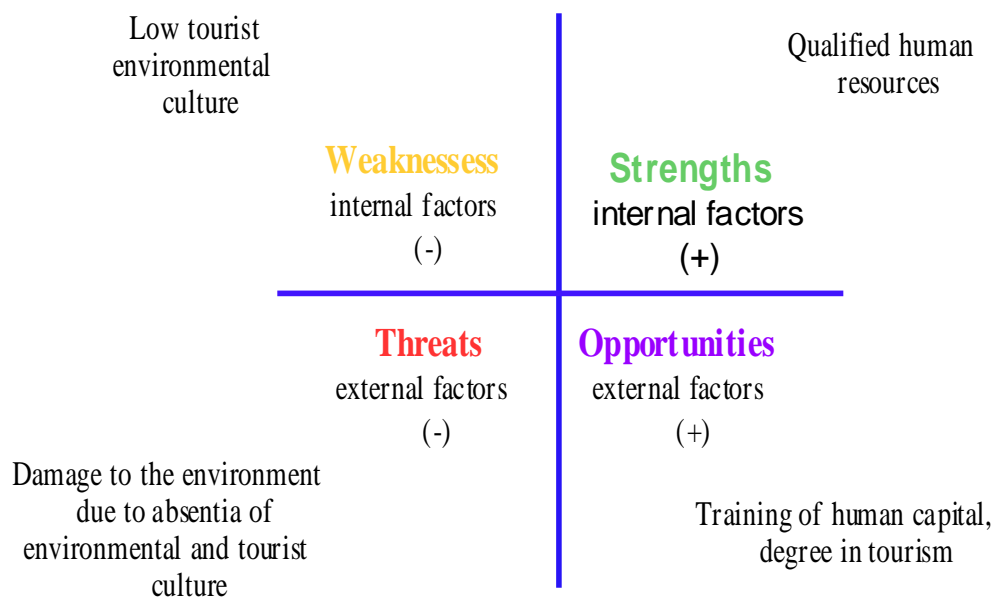 Low tourist
environmental
culture
Qualified human
resources
Weaknessess
internal factors
(-)
Strengths
internal factors
(+)
Threats
external factors
(-)
Opportunities
external factors
(+)
Damage to the environment
due to absentia of
environmental and tourist
culture
Training of human capital,
degree in tourism